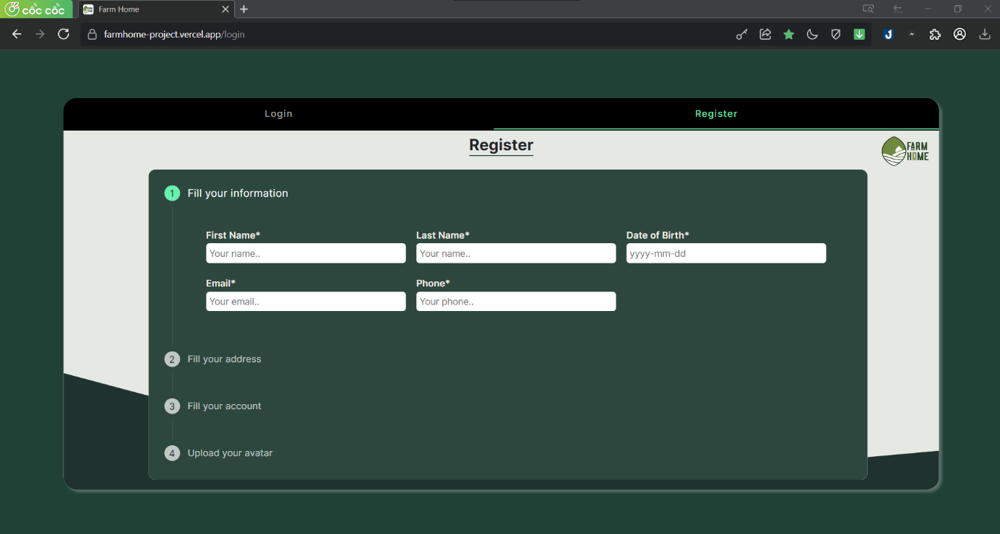 cốc cốc
Farm Home
farmhome-project.vercel.app/login
Login
Register
Register
FARM
HOME
1 Fill your information
First Name*
Last Name*
Date of Birth*
Your name..
Your name..
yyyy-mm-dd
Email*
Phone*
Your email..
Your phone..
2 Fill your address
3 Fill your account
4 Upload your avatar